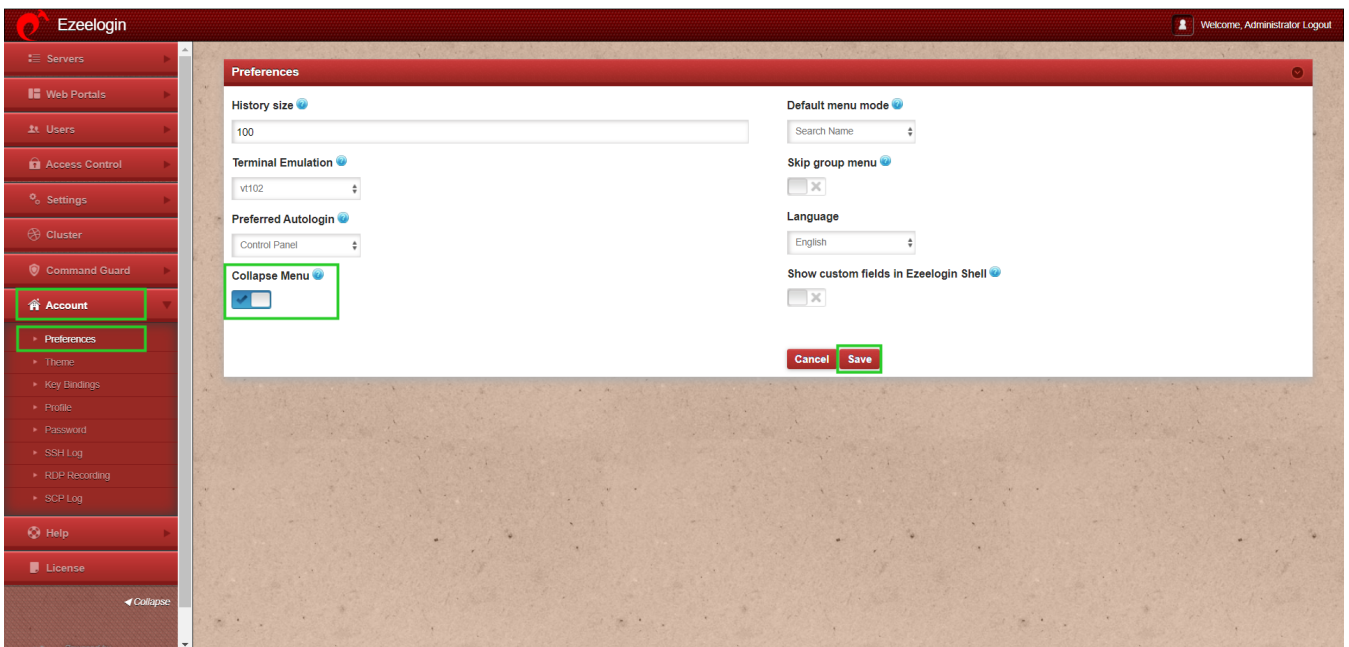 Ezeelogin
Welcome, Administrator Logout
Servers
Web Portals
Users
Access Control
Settings
Cluster
Command Guard
Account
Preferences
Theme
Key Bindings
Profile
Password
SSH Log
RDP Recording
SCP Log
Help
License
Collapse
Preferences
History size
100
Terminal Emulation
vt102
Preferred Autologin
Control Panel
Collapse Menu
Default menu mode
Search Name
Skip group menu
Language
English
Show custom fields in Ezeelogin Shell
Cancel Save